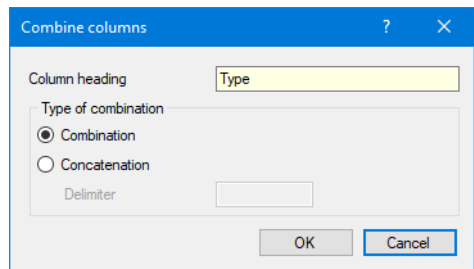 Combine columns ? ×
Column heading Type
Type of combination
Combination
Concatenation
Delimiter
OK Cancel